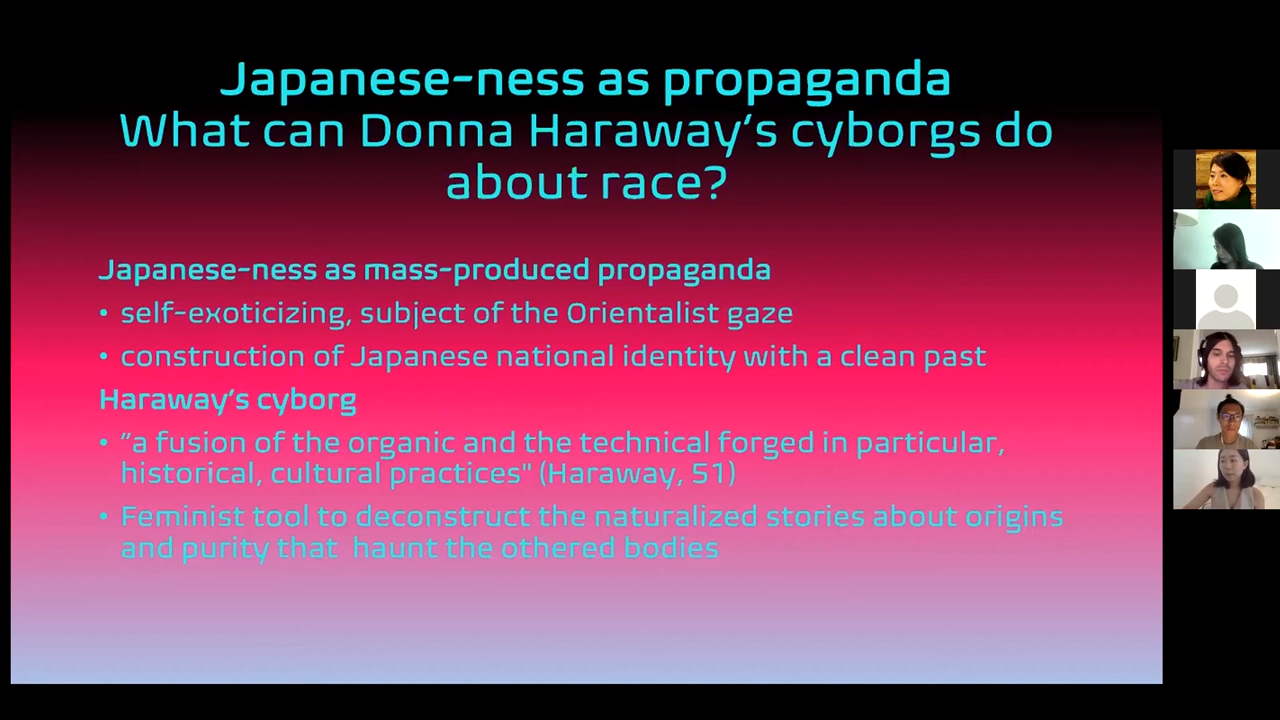 Japanese-ness as propaganda
What can Donna Haraway's cyborgs do
about race?
Japanese-ness as mass-produced propaganda
• self-exoticizing, subject of the Orientalist gaze
• construction of Japanese national identity with a clean past
Haraway's cyborg
• "a fusion of the organic and the technical forged in particular,
historical, cultural practices" (Haraway, 51)
• Feminist tool to deconstruct the naturalized stories about origins
and purity that haunt the othered bodies